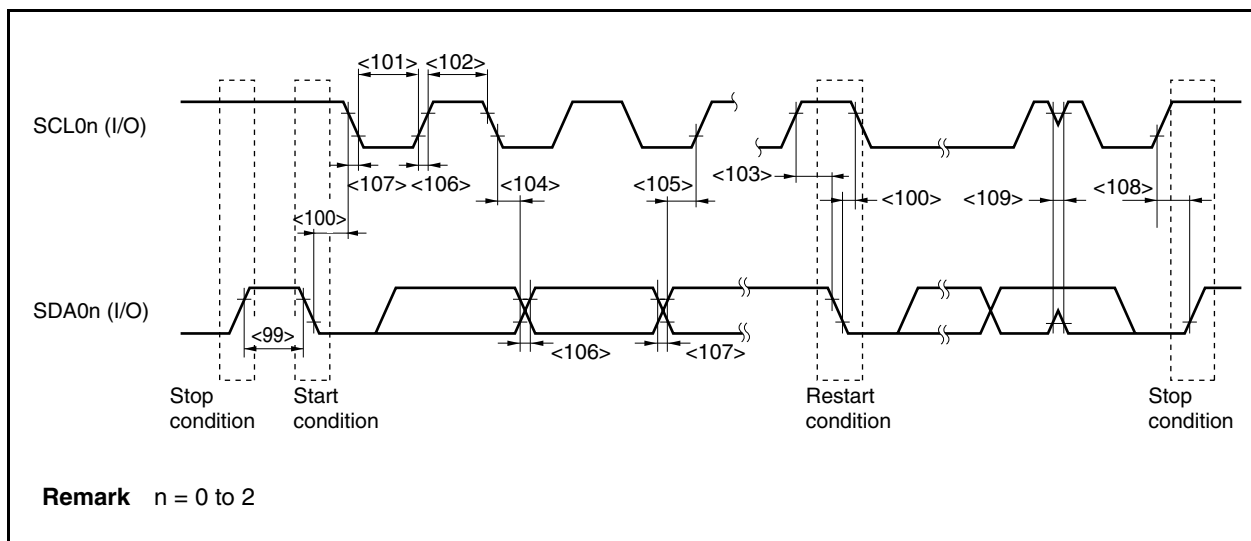 <101> <102>
SCL0n (I/O)
<107> <106> <104> <105> <103> <100> <109> <108>
<100>
SDA0n (I/O)
<99> <106> <107>
Stop
condition
Start
condition
Restart
condition
Stop
condition
Remark n = 0 to 2